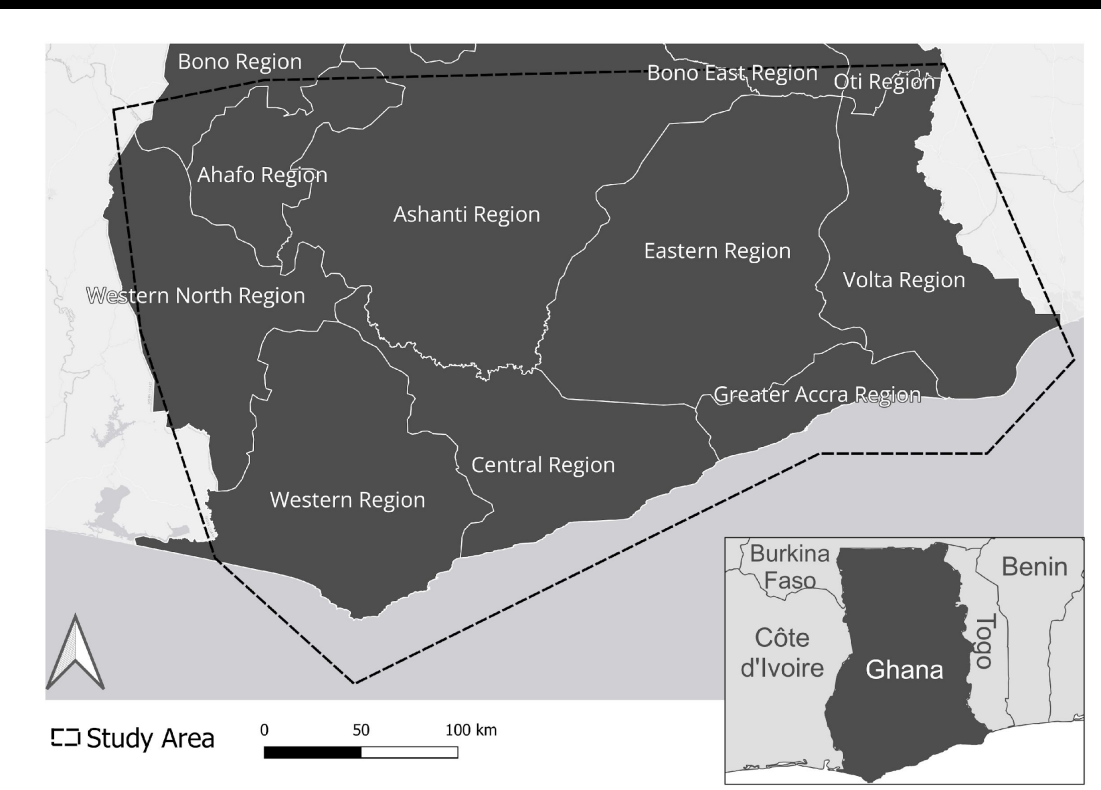 Bono Region
Bono East Region
Oti Region
Ahafo Region
Ashanti Region
Eastern Region
Volta Region
Western North Region
Greater Accra Region
Central Region
Western Region
Burkina
Faso
Benin
Côte
d'Ivoire
Togo
Ghana
Study Area
0 50 100 km